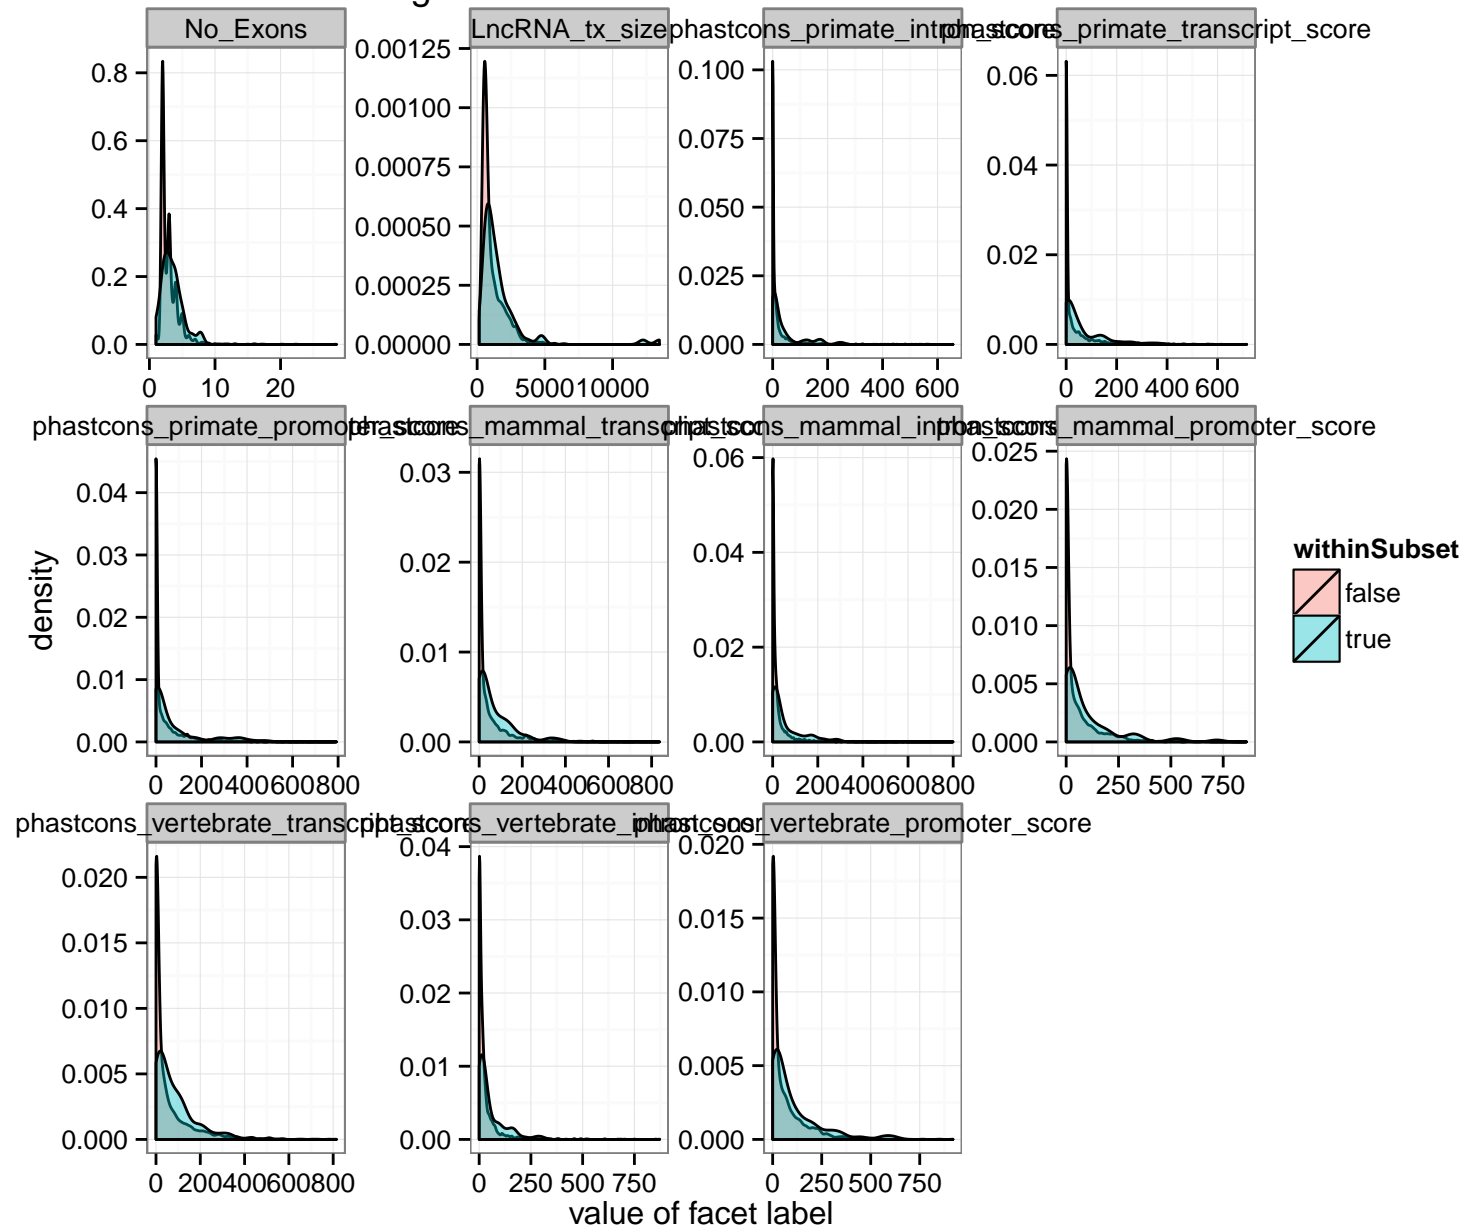 No_Exons
LncRNA_tx_size
phastcons_primate_intron_score
phastcons_primate_transcript_score
0.8
0.6
0.4
0.2
0.0
0 10 20
0.00125
0.00100
0.00075
0.00050
0.00025
0.00000
0 5000 10000
0.100
0.075
0.050
0.025
0.000
0 200 400 600
0.06
0.04
0.02
0.00
0 200 400 600
phastcons_primate_promoter_score
phastcons_mammal_transcript_score
phastcons_mammal_intron_score
phastcons_mammal_promoter_score
0.04
0.03
0.02
0.01
0.00
0 200 400 600 800
0.03
0.02
0.01
0.00
0 200 400 600 800
0.06
0.04
0.02
0.00
0 200 400 600 800
0.025
0.020
0.015
0.010
0.005
0.000
0 250 500 750
phastcons_vertebrate_transcript_score
phastcons_vertebrate_intron_score
phastcons_vertebrate_promoter_score
0.020
0.015
0.010
0.005
0.000
0 200 400 600 800
0.04
0.03
0.02
0.01
0.00
0 250 500 750
0.020
0.015
0.010
0.005
0.000
0 250 500 750
density
value of facet label
withinSubset
false
true